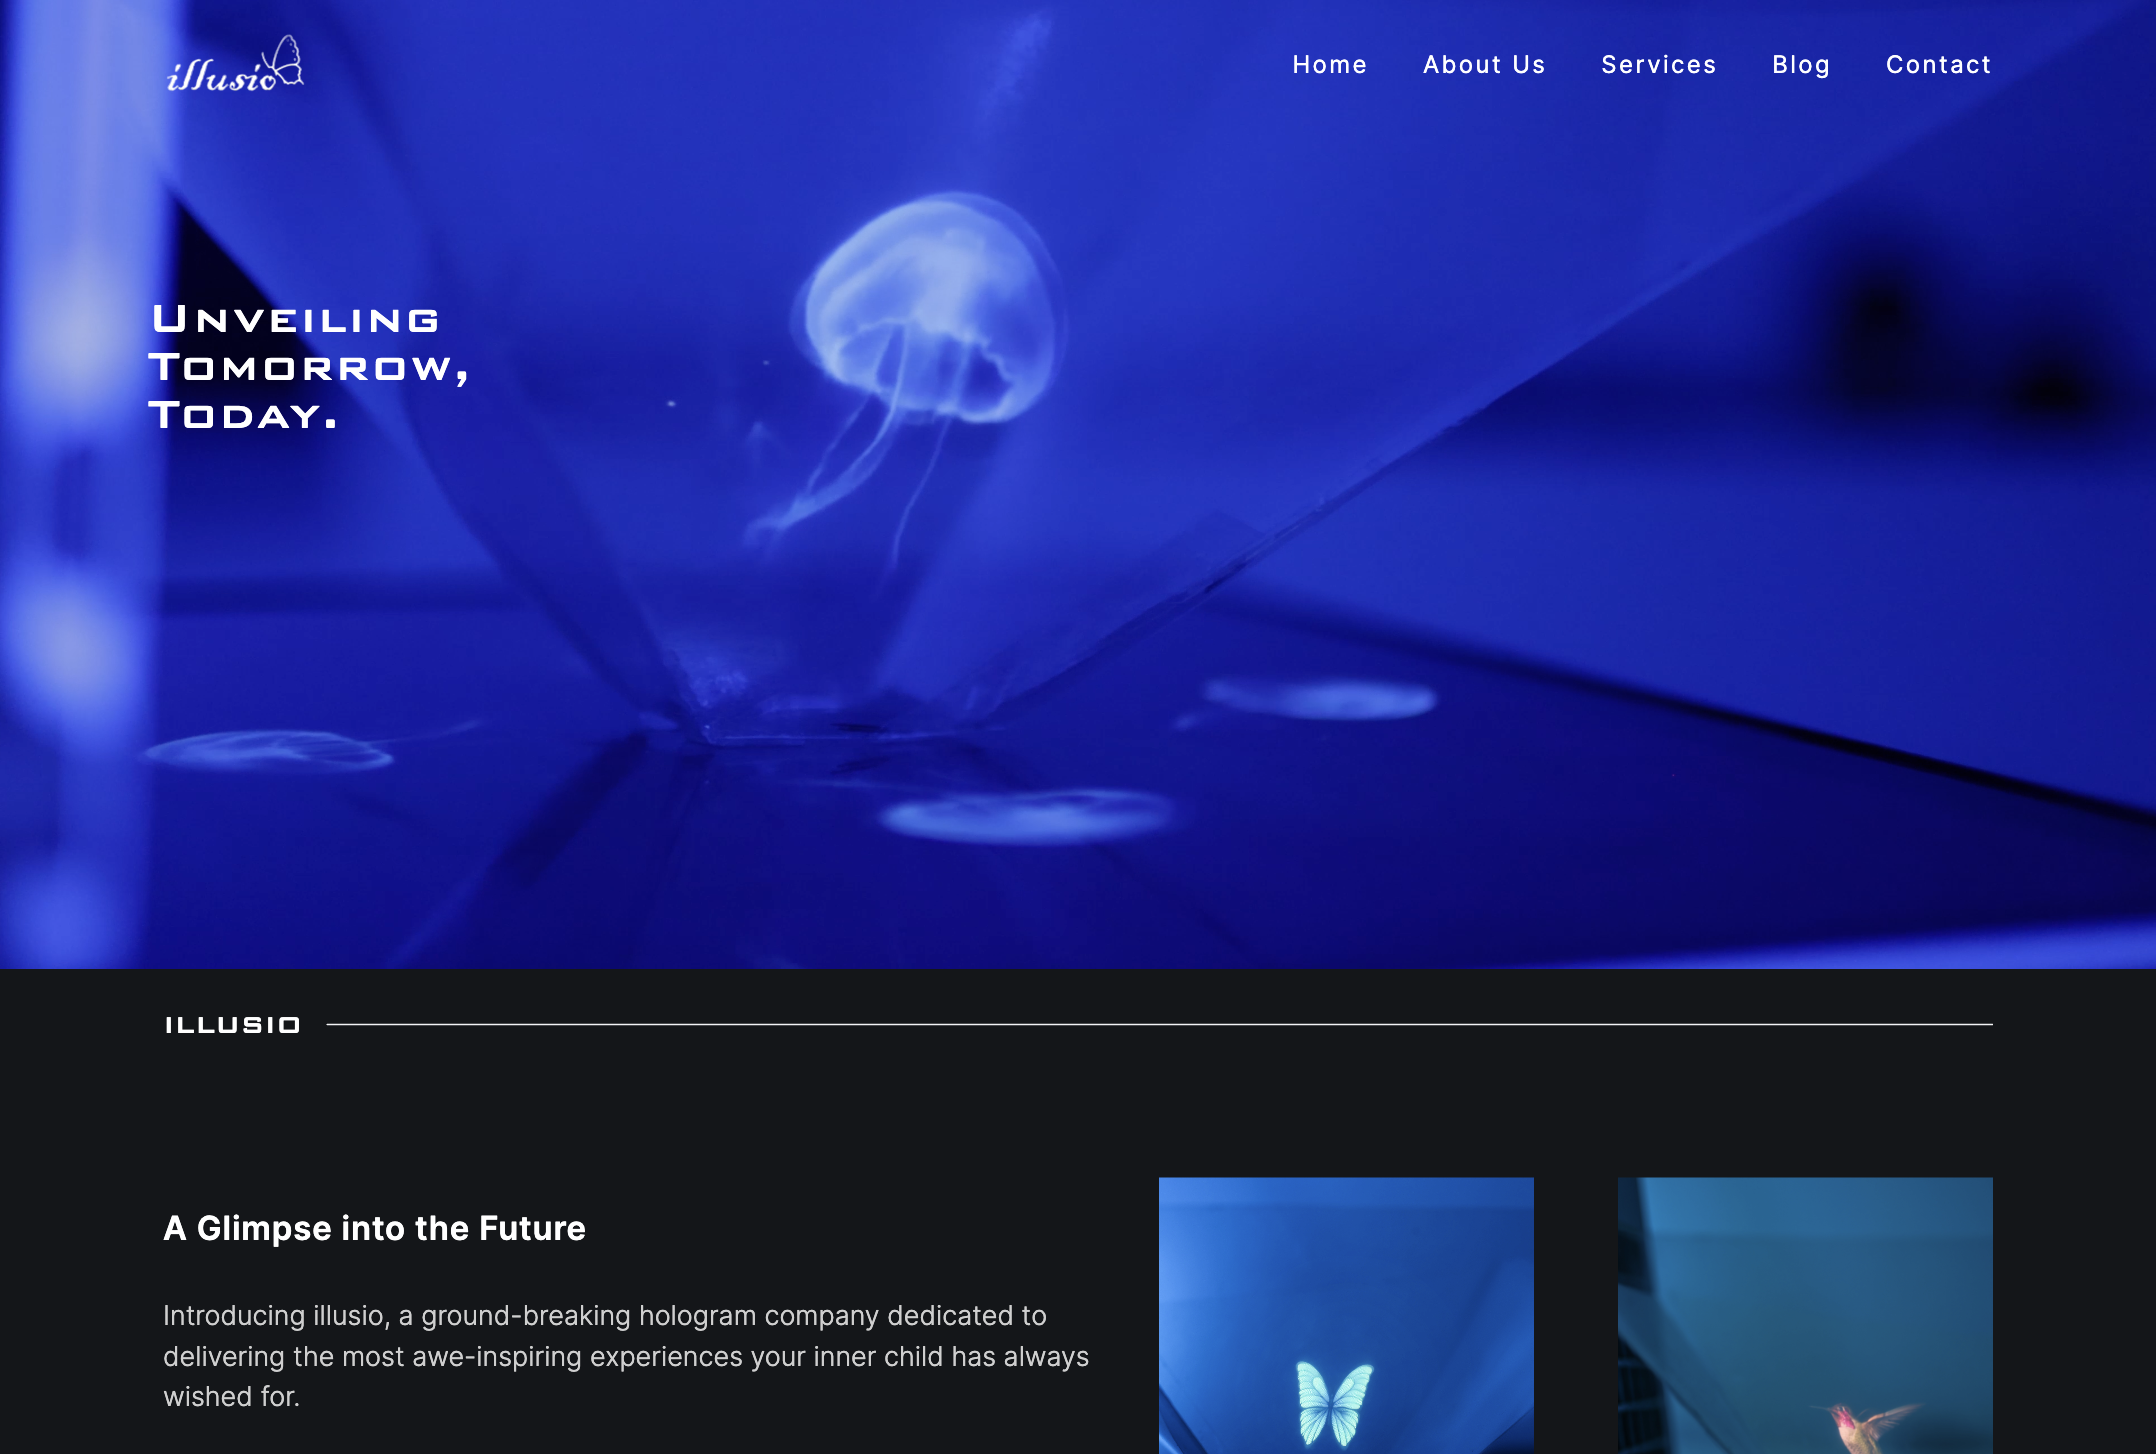 illusio
Home About Us Services Blog Contact
Unveiling
Tomorrow,
Today.
ILLUSIO
A Glimpse into the Future
Introducing illusio, a ground-breaking hologram company dedicated to
delivering the most awe-inspiring experiences your inner child has always
wished for.